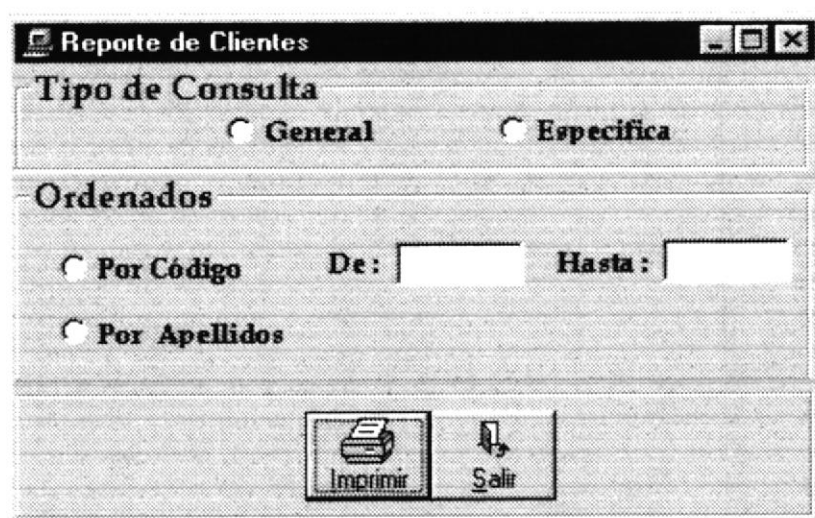 Reporte de Clientes
Tipo de Consulta
General Especifica
Ordenados
Por Código De : Hasta :
Por Apellidos
Imprimir Salir